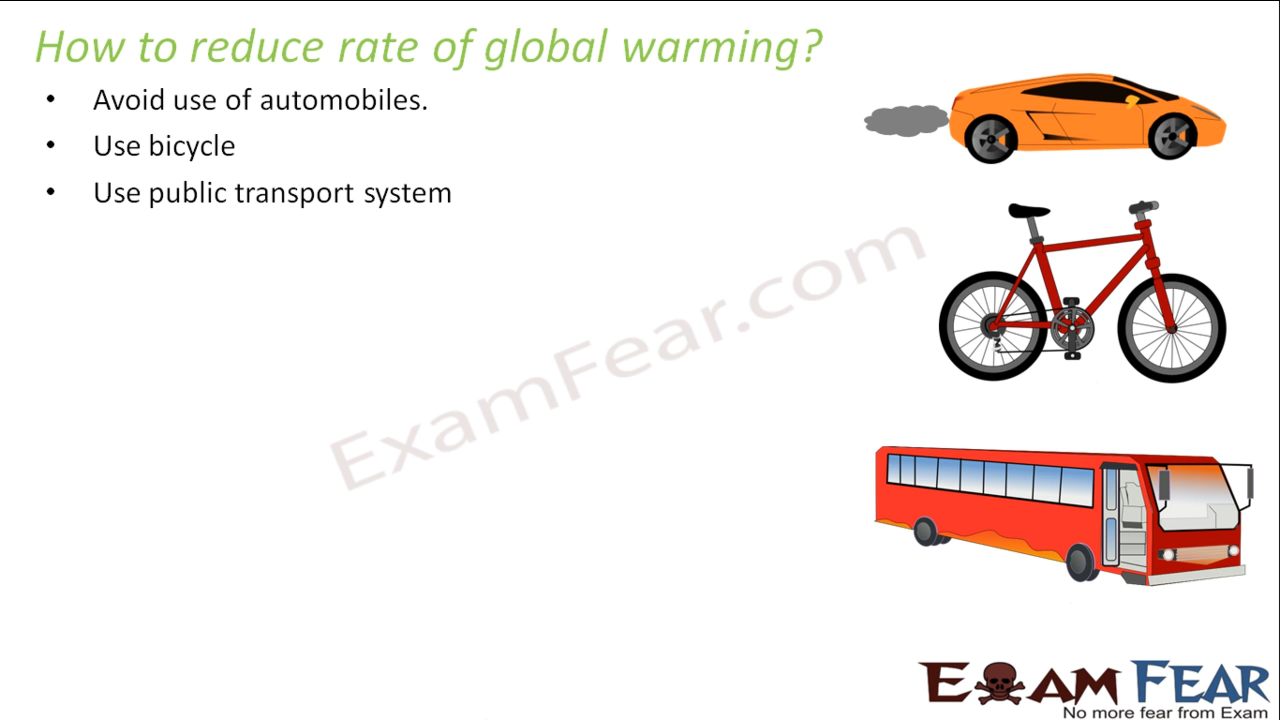 How to reduce rate of global warming?
• Avoid use of automobiles.
• Use bicycle
• Use public transport system
ExamFear.com
EXAM FEAR
No more fear from Exam